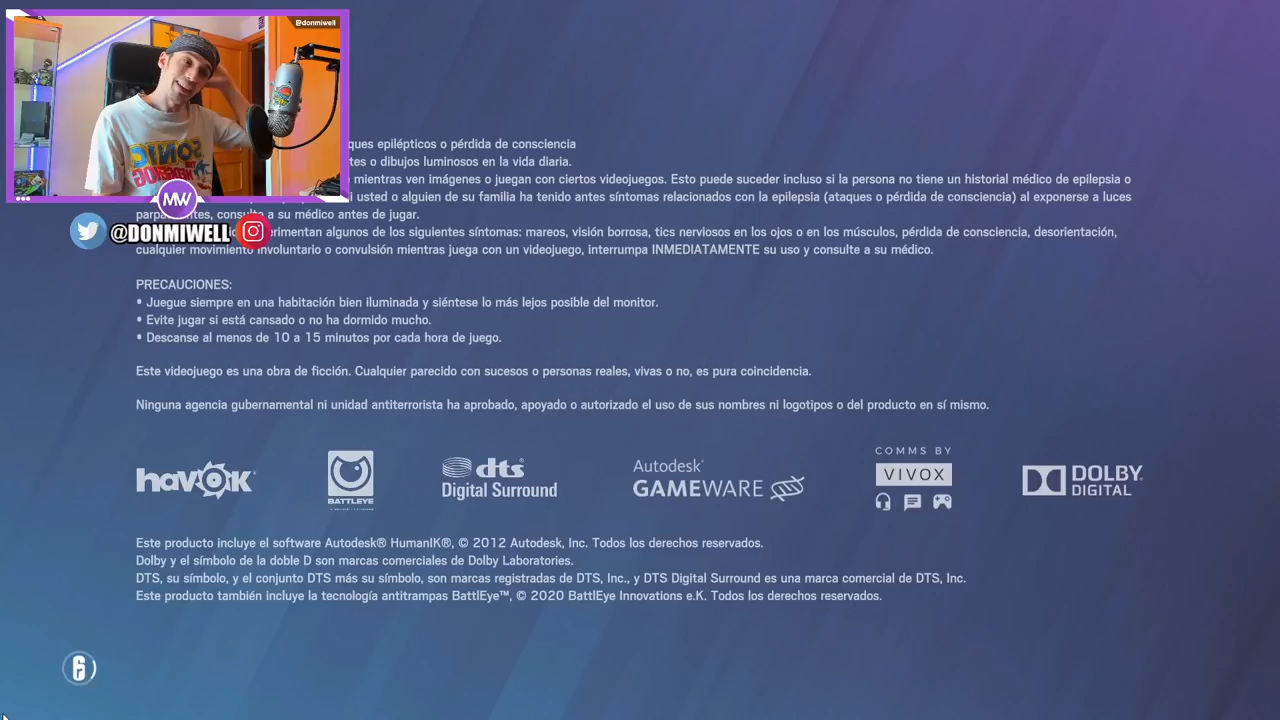 @donmiwell
SONIC
MW
@DONMIWELL
ques epilépticos o pérdida de consciencia
tes o dibujos luminosos en la vida diaria.
mientras ven imágenes o juegan con ciertos videojuegos. Esto puede suceder incluso si la persona no tiene un historial médico de epilepsia o
i usted o alguien de su familia ha tenido antes síntomas relacionados con la epilepsia (ataques o pérdida de consciencia) al exponerse a luces
consulte a su médico antes de jugar.
erimentan algunos de los siguientes síntomas: mareos, visión borrosa, tics nerviosos en los ojos o en los músculos, pérdida de consciencia, desorientación,
cualquier movimiento involuntario o convulsión mientras juega con un videojuego, interrumpa INMEDIATAMENTE su uso y consulte a su médico.
PRECAUCIONES:
• Juegue siempre en una habitación bien iluminada y siéntese lo más lejos posible del monitor.
• Evite jugar si está cansado o no ha dormido mucho.
• Descanse al menos de 10 a 15 minutos por cada hora de juego.
Este videojuego es una obra de ficción. Cualquier parecido con sucesos o personas reales, vivas o no, es pura coincidencia.
Ninguna agencia gubernamental ni unidad antiterrorista ha aprobado, apoyado o autorizado el uso de sus nombres ni logotipos o del producto en sí mismo.
havok
BATTLEYE
dts
Digital Surround
Autodesk®
GAMEWARE
COMMS BY
VIVOX
DOLBY
DIGITAL
Este producto incluye el software Autodesk® HumanIK®, © 2012 Autodesk, Inc. Todos los derechos reservados.
Dolby y el símbolo de la doble D son marcas comerciales de Dolby Laboratories.
DTS, su símbolo, y el conjunto DTS más su símbolo, son marcas registradas de DTS, Inc., y DTS Digital Surround es una marca comercial de DTS, Inc.
Este producto también incluye la tecnología antitrampas BattlEye™, © 2020 BattlEye Innovations e.K. Todos los derechos reservados.
6